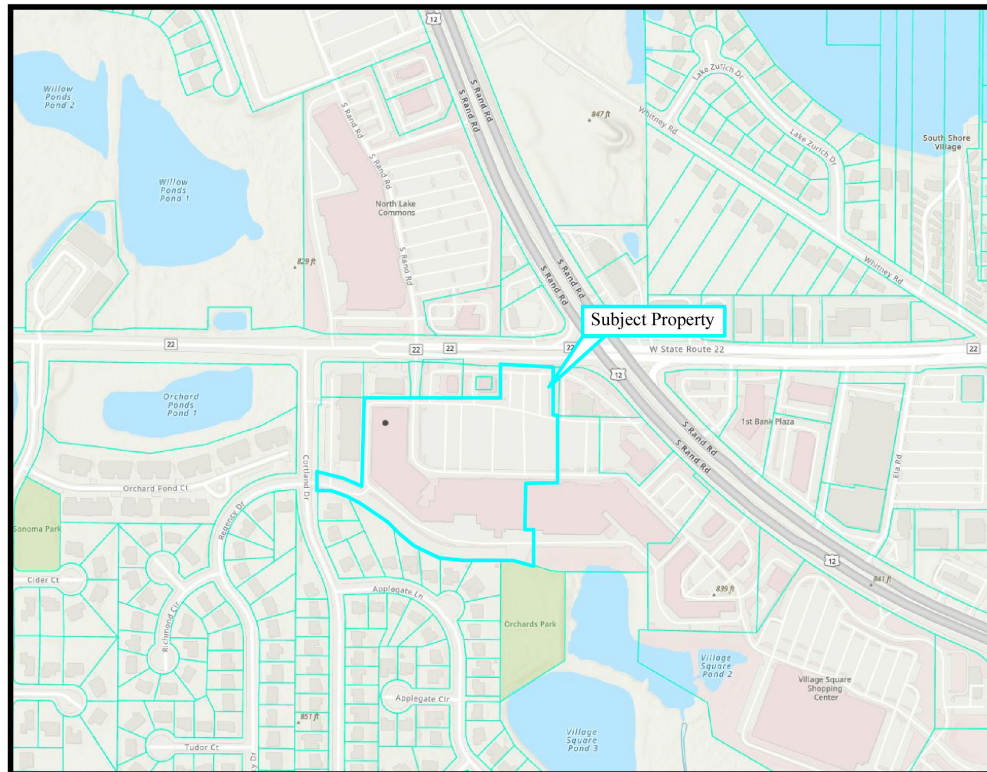 12
Willow
Ponds
Pond 2
Lake Zurich Dr
S Rand Rd
S Rand Rd
S Rand Rd
847 ft
Whitney Rd
South Shore
Village
Lake Zurich Dr
S Rand Rd
Willow
Ponds
Pond 1
North Lake
Commons
829 ft
S Rand Rd
S Rand Rd
S Rand Rd
Whitney Rd
Subject Property
22
22
22
22
W State Route 22
22
12
Orchard
Ponds
Pond 1
1st Bank Plaza
S Rand Rd
S Rand Rd
Ela Rd
Cortland Dr
Orchard Pond Ct
Regency Dr
Sonoma Park
12
Cider Ct
Richmond Cir
Applegate Ln
839 ft
841 ft
Orchards Park
Village
Square
Pond 2
Village Square
Shopping
Center
Applegate Cir
851 ft
Village
Square
Pond 3
Tudor Ct
cy Dr